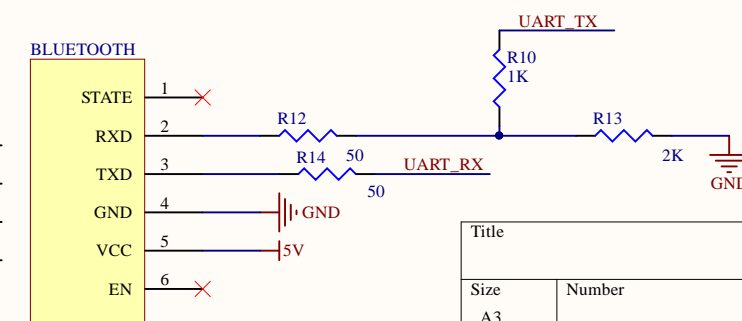 UART_TX
BLUETOOTH
R10
1K
STATE 1
R12
R13
RXD 2
R14
50
2K
TXD 3
UART_RX
50
GND
GND 4
GND
VCC 5
5V
Title
EN 6
Size
Number
A3